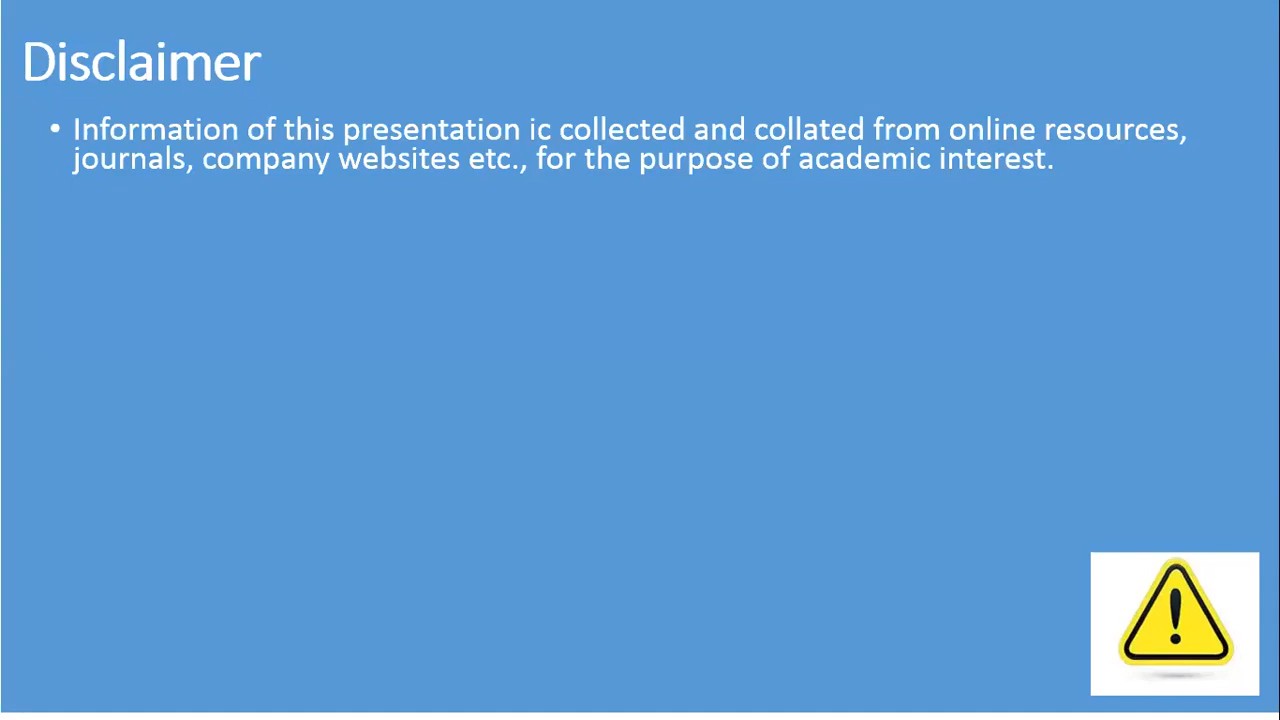 Disclaimer
• Information of this presentation ic collected and collated from online resources,
journals, company websites etc., for the purpose of academic interest.